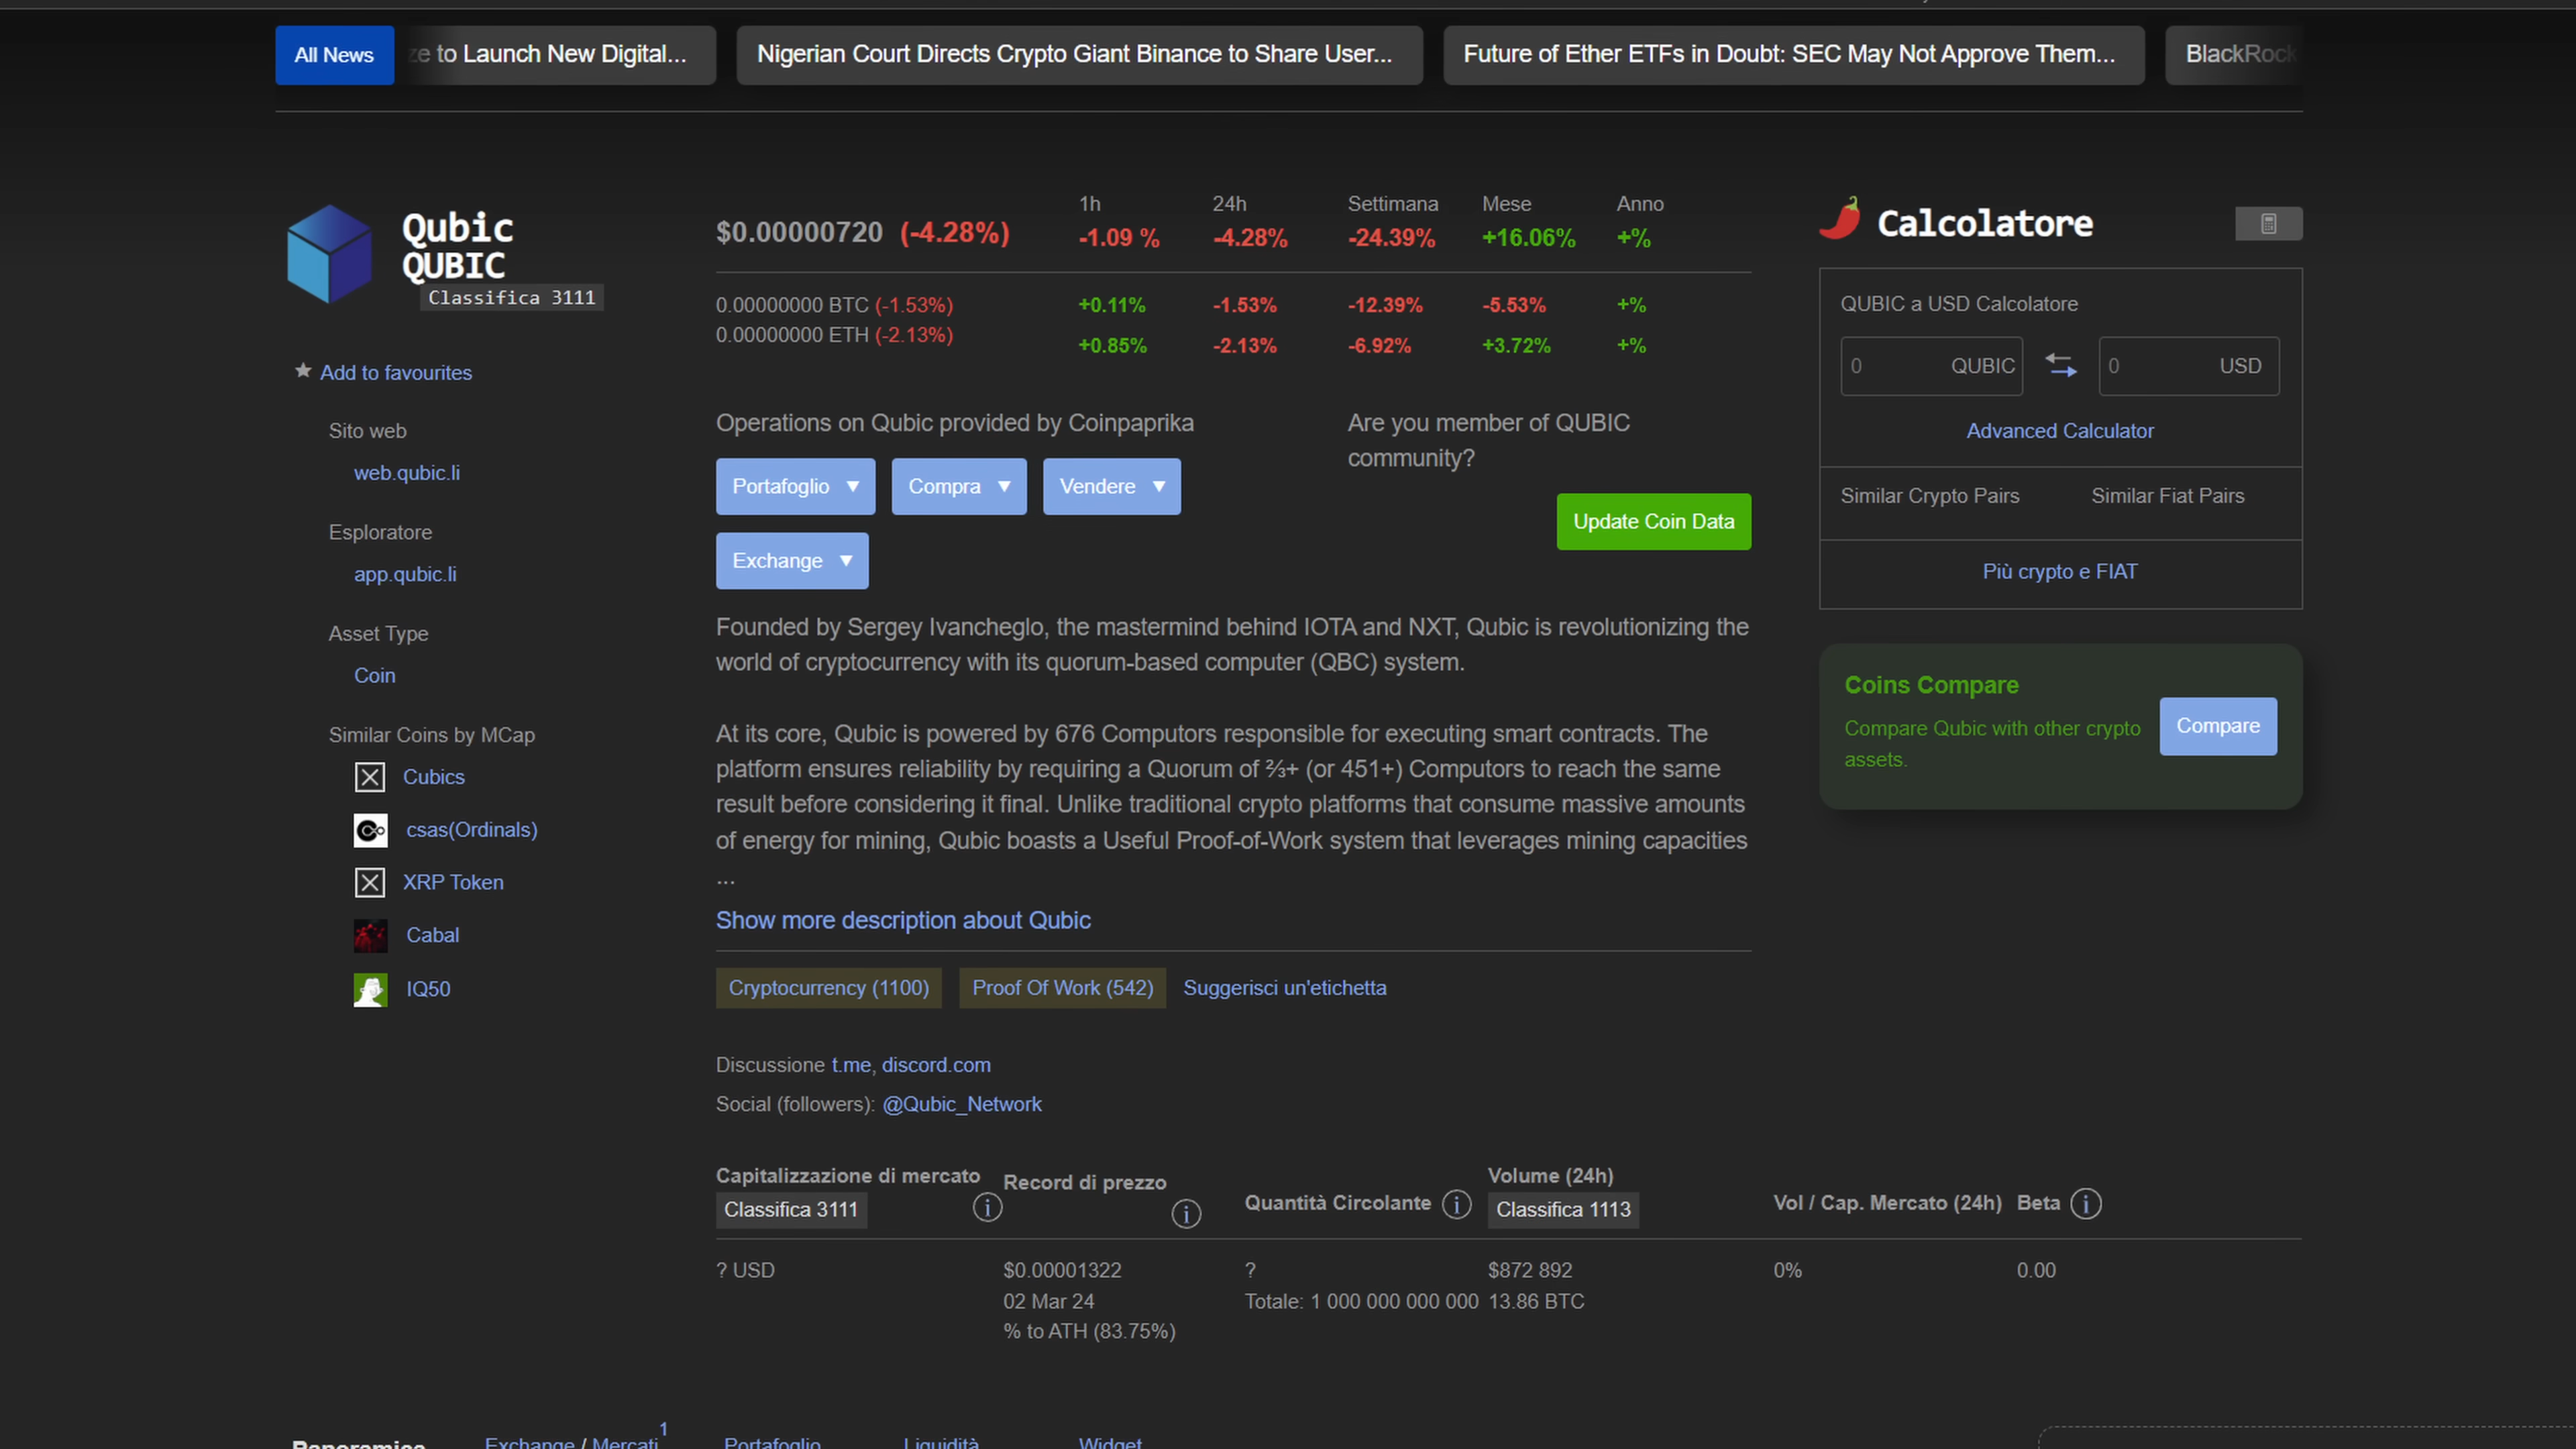 All News
ze to Launch New Digital...
Nigerian Court Directs Crypto Giant Binance to Share User...
Future of Ether ETFs in Doubt: SEC May Not Approve Them...
BlackRock
Qubic
QUBIC
Classifica 3111
Add to favourites
Sito web
web.qubic.li
Esploratore
app.qubic.li
Asset Type
Coin
Similar Coins by MCap
Cubics
csas(Ordinals)
XRP Token
Cabal
IQ50
$0.00000720 (-4.28%)
1h 24h Settimana Mese Anno
-1.09 % -4.28% -24.39% +16.06% +%
0.00000000 BTC (-1.53%) +0.11% -1.53% -12.39% -5.53% +%
0.00000000 ETH (-2.13%) +0.85% -2.13% -6.92% +3.72% +%
Operations on Qubic provided by Coinpaprika
Portafoglio ▼ Compra ▼ Vendere ▼
Exchange ▼
Are you member of QUBIC
community?
Update Coin Data
Founded by Sergey Ivancheglo, the mastermind behind IOTA and NXT, Qubic is revolutionizing the
world of cryptocurrency with its quorum-based computer (QBC) system.
At its core, Qubic is powered by 676 Computors responsible for executing smart contracts. The
platform ensures reliability by requiring a Quorum of ⅔+ (or 451+) Computors to reach the same
result before considering it final. Unlike traditional crypto platforms that consume massive amounts
of energy for mining, Qubic boasts a Useful Proof-of-Work system that leverages mining capacities
...
Show more description about Qubic
Cryptocurrency (1100) Proof Of Work (542) Suggerisci un'etichetta
Discussione t.me, discord.com
Social (followers): @Qubic_Network
Calcolatore
QUBIC a USD Calcolatore
0 QUBIC 0 USD
Advanced Calculator
Similar Crypto Pairs Similar Fiat Pairs
Più crypto e FIAT
Coins Compare
Compare Qubic with other crypto
assets.
Compare
Capitalizzazione di mercato
Classifica 3111
? USD
Record di prezzo
$0.00001322
02 Mar 24
% to ATH (83.75%)
Quantità Circolante
?
Totale: 1 000 000 000 000
Volume (24h)
Classifica 1113
$872 892
13.86 BTC
Vol / Cap. Mercato (24h)
0%
Beta
0.00
Panoramica Exchange / Mercati 1 Portafoglio Liquidità Widget